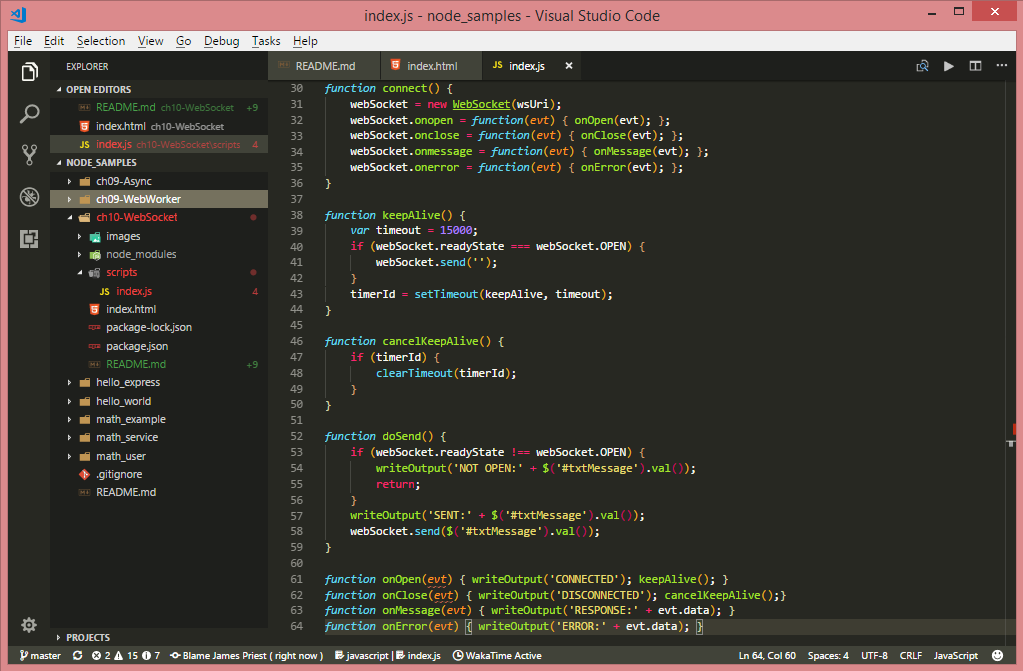 index.js - node_samples - Visual Studio Code
File Edit Selection View Go Debug Tasks Help
EXPLORER
OPEN EDITORS
README.md ch10-WebSocket +9
index.html ch10-WebSocket
JS index.js ch10-WebSocket\scripts 4
NODE_SAMPLES
ch09-Async
ch09-WebWorker
ch10-WebSocket
images
node_modules
scripts
JS index.js 4
index.html
package-lock.json
package.json
README.md +9
hello_express
hello_world
math_example
math_service
math_user
.gitignore
README.md
PROJECTS
README.md index.html JS index.js
30 function connect() {
31 webSocket = new WebSocket(wsUri);
32 webSocket.onopen = function(evt) { onOpen(evt); };
33 webSocket.onclose = function(evt) { onClose(evt); };
34 webSocket.onmessage = function(evt) { onMessage(evt); };
35 webSocket.onerror = function(evt) { onError(evt); };
36 }
37
38 function keepAlive() {
39 var timeout = 15000;
40 if (webSocket.readyState === webSocket.OPEN) {
41 webSocket.send('');
42 }
43 timerId = setTimeout(keepAlive, timeout);
44 }
45
46 function cancelKeepAlive() {
47 if (timerId) {
48 clearTimeout(timerId);
49 }
50 }
51
52 function doSend() {
53 if (webSocket.readyState !== webSocket.OPEN) {
54 writeOutput('NOT OPEN:' + $('#txtMessage').val());
55 return;
56 }
57 writeOutput('SENT:' + $('#txtMessage').val());
58 webSocket.send($('#txtMessage').val());
59 }
60
61 function onOpen(evt) { writeOutput('CONNECTED'); keepAlive(); }
62 function onClose(evt) { writeOutput('DISCONNECTED'); cancelKeepAlive();}
63 function onMessage(evt) { writeOutput('RESPONSE:' + evt.data); }
64 function onError(evt) { writeOutput('ERROR:' + evt.data); }
master 2 15 7 Blame James Priest ( right now ) javascript | index.js WakaTime Active Ln 64, Col 60 Spaces: 4 UTF-8 CRLF JavaScript